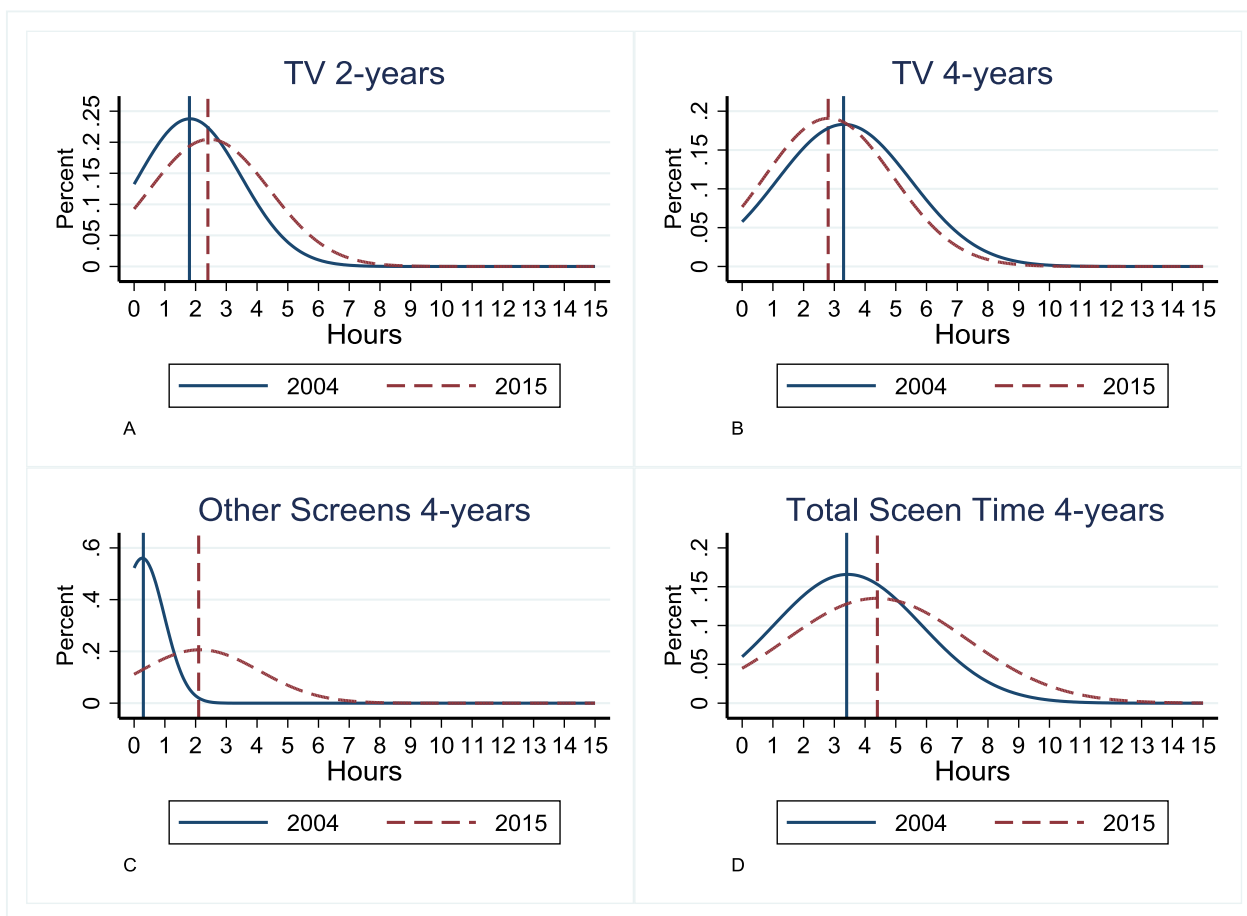 TV 2-years
Percent
0 .05 .1 .15 .2 .25
0 1 2 3 4 5 6 7 8 9 10 11 12 13 14 15
Hours
2004 2015
A
TV 4-years
Percent
0 .05 .1 .15 .2
0 1 2 3 4 5 6 7 8 9 10 11 12 13 14 15
Hours
2004 2015
B
Other Screens 4-years
Percent
0 .2 .4 .6
0 1 2 3 4 5 6 7 8 9 10 11 12 13 14 15
Hours
2004 2015
C
Total Sceen Time 4-years
Percent
0 .05 .1 .15 .2
0 1 2 3 4 5 6 7 8 9 10 11 12 13 14 15
Hours
2004 2015
D